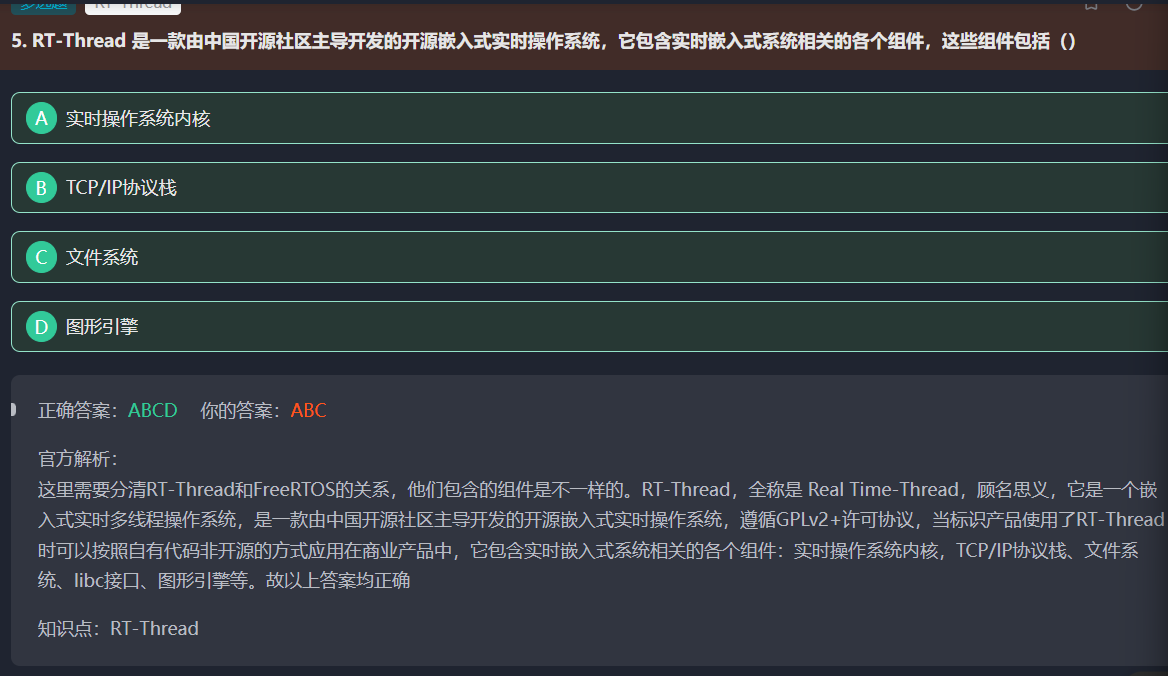 多选题 RT-Thread
5. RT-Thread 是一款由中国开源社区主导开发的开源嵌入式实时操作系统，它包含实时嵌入式系统相关的各个组件，这些组件包括（）
A 实时操作系统内核
B TCP/IP协议栈
C 文件系统
D 图形引擎
正确答案：ABCD 你的答案：ABC
官方解析：
这里需要分清RT-Thread和FreeRTOS的关系，他们包含的组件是不一样的。RT-Thread，全称是 Real Time-Thread，顾名思义，它是一个嵌
入式实时多线程操作系统，是一款由中国开源社区主导开发的开源嵌入式实时操作系统，遵循GPLv2+许可协议，当标识产品使用了RT-Thread
时可以按照自有代码非开源的方式应用在商业产品中，它包含实时嵌入式系统相关的各个组件：实时操作系统内核，TCP/IP协议栈、文件系
统、libc接口、图形引擎等。故以上答案均正确
知识点：RT-Thread